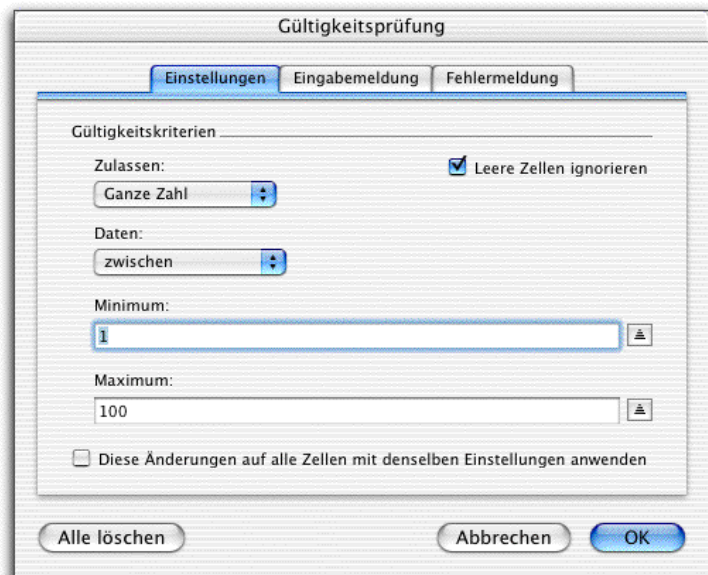 Gültigkeitsprüfung
Einstellungen Eingabemeldung Fehlermeldung
Gültigkeitskriterien
Zulassen:
Leere Zellen ignorieren
Ganze Zahl
Daten:
zwischen
Minimum:
1
Maximum:
100
Diese Änderungen auf alle Zellen mit denselben Einstellungen anwenden
Alle löschen Abbrechen OK